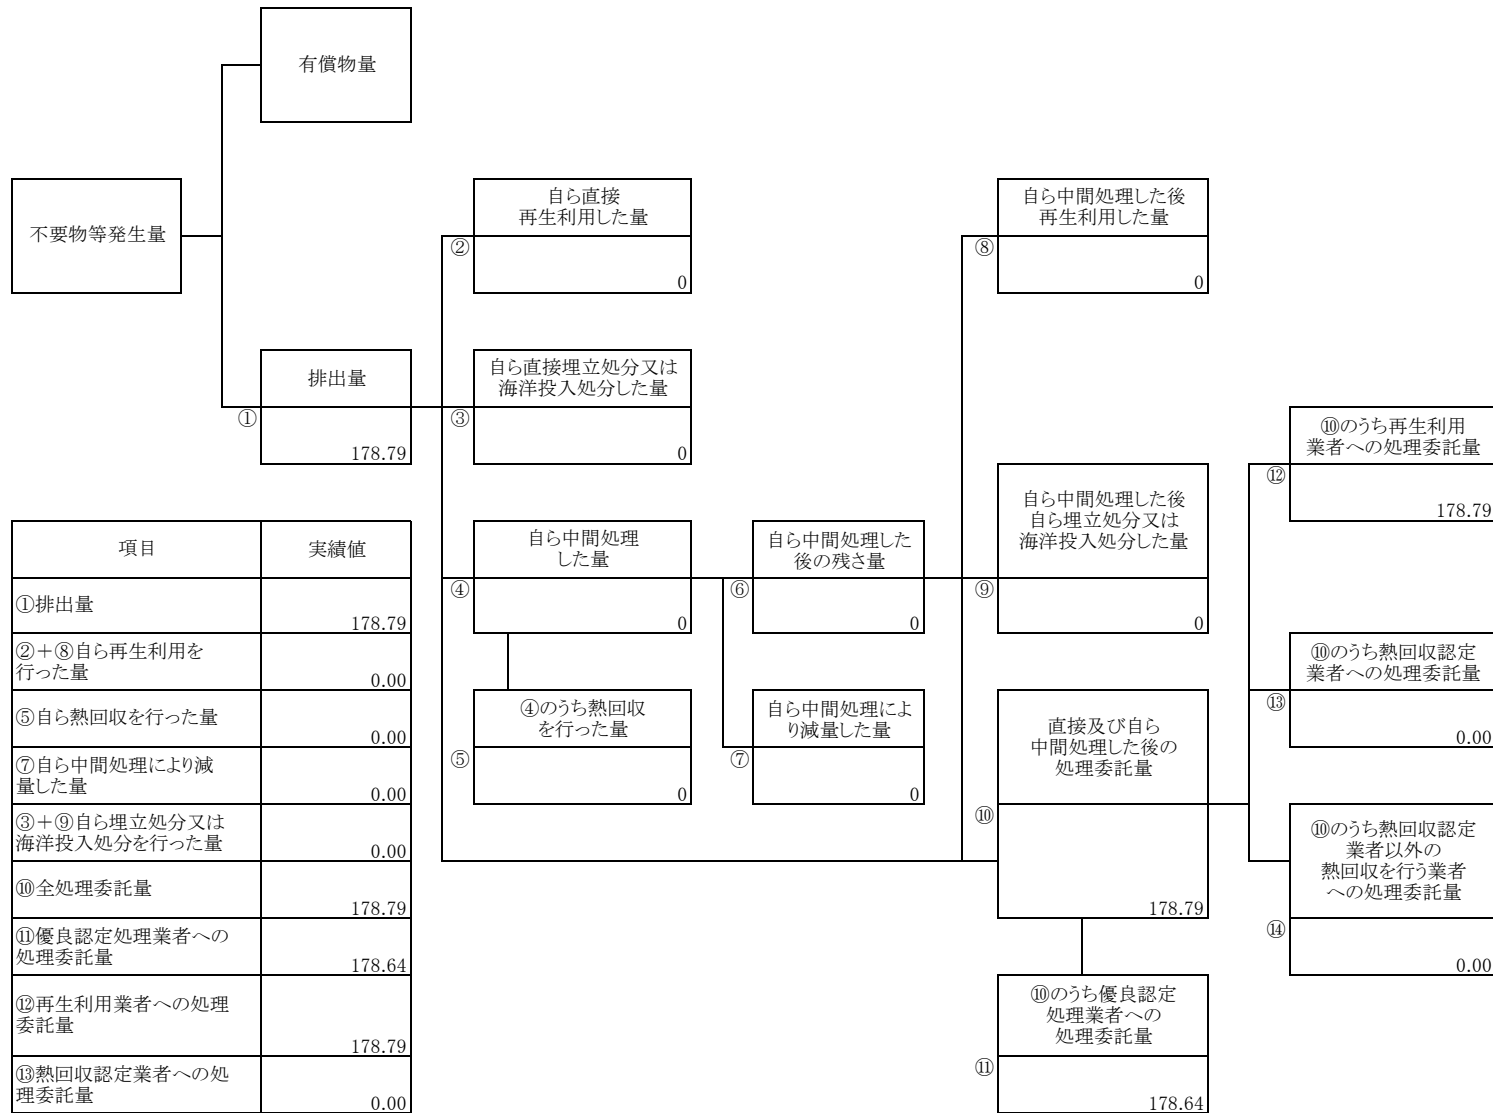 有償物量
不要物等発生量
自ら直接
再生利用した量
②
0
自ら中間処理した後
再生利用した量
⑧
0
排出量
①
178.79
自ら直接埋立処分又は
海洋投入処分した量
③
0
⑩のうち再生利用
業者への処理委託量
⑫
178.79
自ら中間処理
した量
④
0
自ら中間処理した
後の残さ量
⑥
0
自ら中間処理した後
自ら埋立処分又は
海洋投入処分した量
⑨
0
⑩のうち熱回収認定
業者への処理委託量
⑬
0.00
④のうち熱回収
を行った量
⑤
0
自ら中間処理によ
り減量した量
⑦
0
直接及び自ら
中間処理した後の
処理委託量
⑩
178.79
⑩のうち熱回収認定
業者以外の
熱回収を行う業者
への処理委託量
⑭
0.00
⑩のうち優良認定
処理業者への
処理委託量
⑪
178.64
項目 実績値
①排出量
178.79
②＋⑧自ら再生利用を
行った量
0.00
⑤自ら熱回収を行った量
0.00
⑦自ら中間処理により減
量した量
0.00
③＋⑨自ら埋立処分又は
海洋投入処分を行った量
0.00
⑩全処理委託量
178.79
⑪優良認定処理業者への
処理委託量
178.64
⑫再生利用業者への処理
委託量
178.79
⑬熱回収認定業者への処
理委託量
0.00